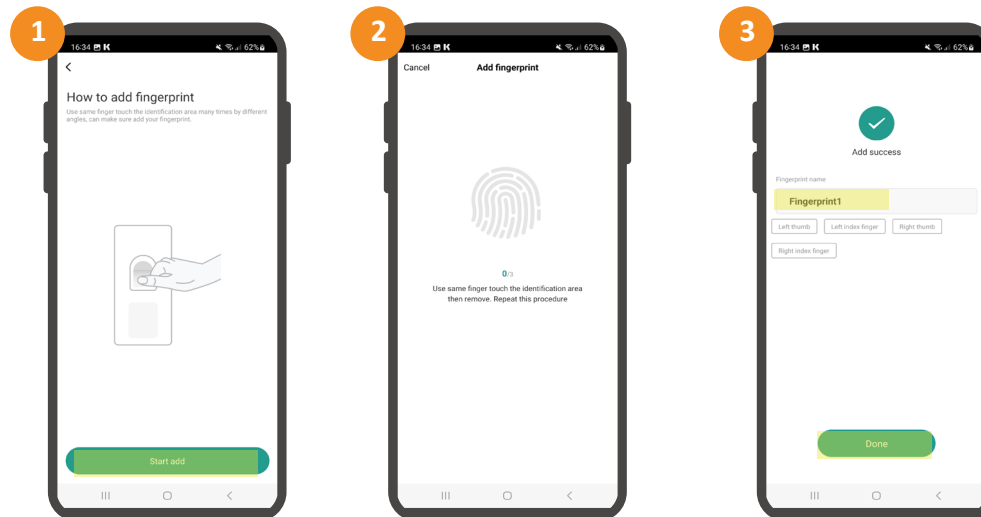 1
16:34 K 62%
How to add fingerprint
Use same finger touch the identification area many times by different
angles, can make sure add your fingerprint.
Start add
2
16:34 K 62%
Cancel Add fingerprint
0/3
Use same finger touch the identification area
then remove. Repeat this procedure
3
16:34 K 62%
Add success
Fingerprint name
Fingerprint1
Left thumb Left index finger Right thumb
Right index finger
Done